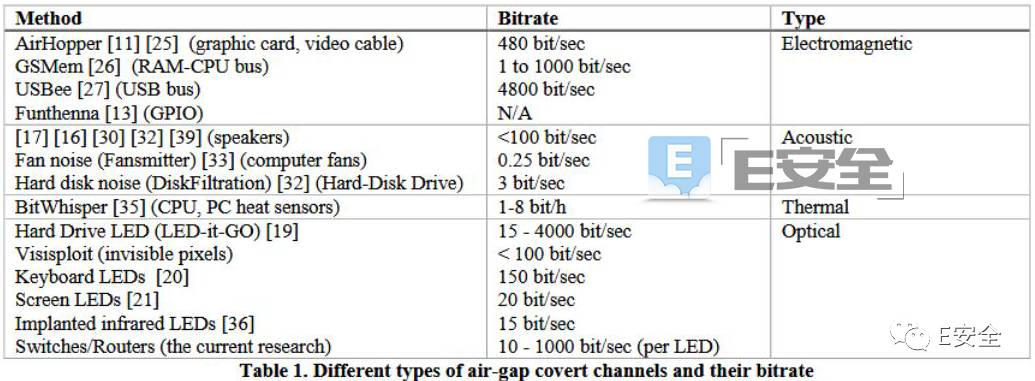 Method Bitrate Type
AirHopper [11] [25] (graphic card, video cable) 480 bit/sec Electromagnetic
GSMem [26] (RAM-CPU bus) 1 to 1000 bit/sec
USBee [27] (USB bus) 4800 bit/sec
Funthenna [13] (GPIO) N/A
[17] [16] [30] [32] [39] (speakers) <100 bit/sec Acoustic
Fan noise (Fansmitter) [33] (computer fans) 0.25 bit/sec
Hard disk noise (DiskFiltration) [32] (Hard-Disk Drive) 3 bit/sec
E E安全
BitWhisper [35] (CPU, PC heat sensors) 1-8 bit/h Thermal
Hard Drive LED (LED-it-GO) [19] 15 - 4000 bit/sec Optical
Visisploit (invisible pixels) < 100 bit/sec
Keyboard LEDs [20] 150 bit/sec
Screen LEDs [21] 20 bit/sec
Implanted infrared LEDs [36] 15 bit/sec
Switches/Routers (the current research) 10 - 1000 bit/sec (per LED)
E安全
Table 1. Different types of air-gap covert channels and their bitrate